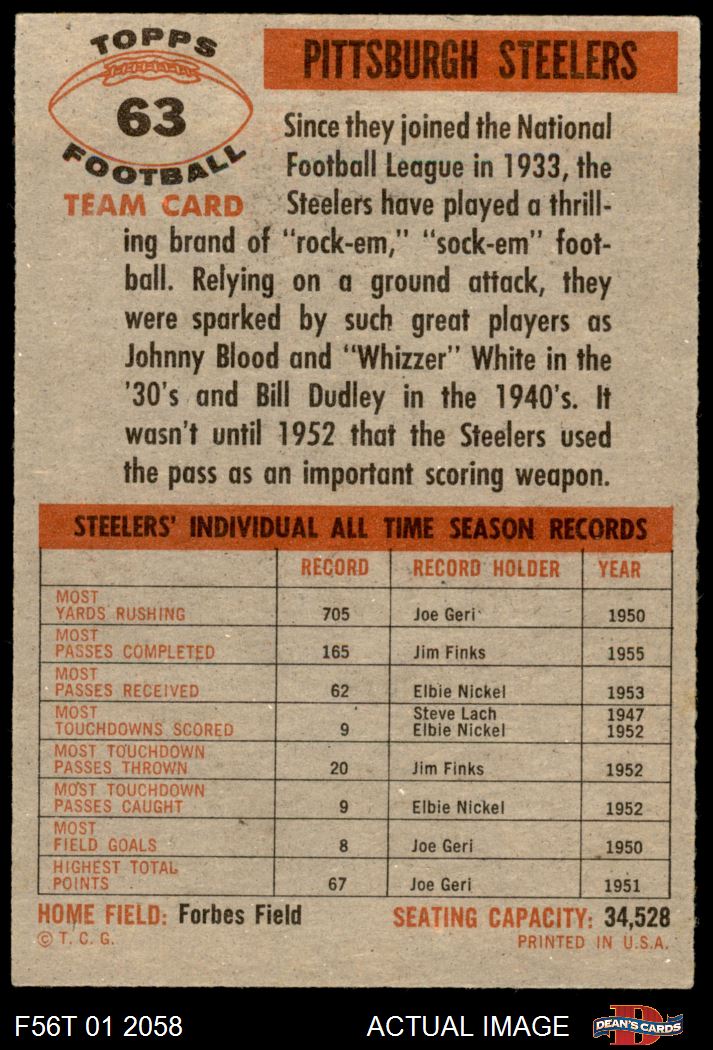 TOPPS
63
FOOTBALL
TEAM CARD
PITTSBURGH STEELERS
Since they joined the National
Football League in 1933, the
Steelers have played a thrill-
ing brand of "rock-em," "sock-em" foot-
ball. Relying on a ground attack, they
were sparked by such great players as
Johnny Blood and "Whizzer" White in the
'30's and Bill Dudley in the 1940's. It
wasn't until 1952 that the Steelers used
the pass as an important scoring weapon.
STEELERS' INDIVIDUAL ALL TIME SEASON RECORDS
RECORD RECORD HOLDER YEAR
MOST
YARDS RUSHING 705 Joe Geri 1950
MOST
PASSES COMPLETED 165 Jim Finks 1955
MOST
PASSES RECEIVED 62 Elbie Nickel 1953
MOST Steve Lach 1947
TOUCHDOWNS SCORED 9 Elbie Nickel 1952
MOST TOUCHDOWN
PASSES THROWN 20 Jim Finks 1952
MOST TOUCHDOWN
PASSES CAUGHT 9 Elbie Nickel 1952
MOST
FIELD GOALS 8 Joe Geri 1950
HIGHEST TOTAL
POINTS 67 Joe Geri 1951
HOME FIELD: Forbes Field SEATING CAPACITY: 34,528
© T. C. G. PRINTED IN U.S.A.
F56T 01 2058 ACTUAL IMAGE D DEAN'S CARDS